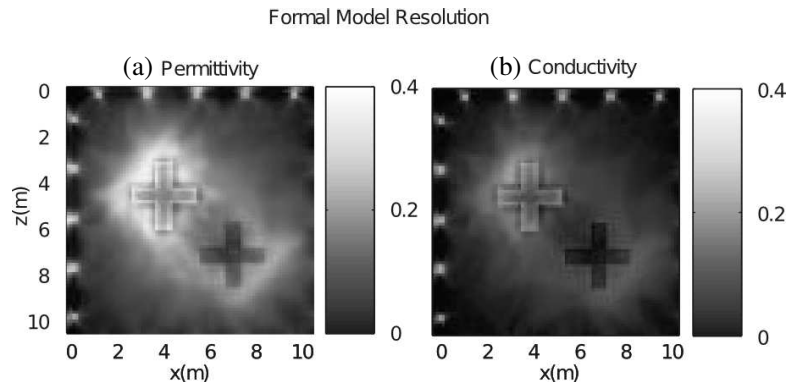 Formal Model Resolution
(a) Permittivity
(b) Conductivity
0
2
4
6
8
10
z(m)
0 2 4 6 8 10
x(m)
0.4
0.2
0
0 2 4 6 8 10
x(m)
0.4
0.2
0